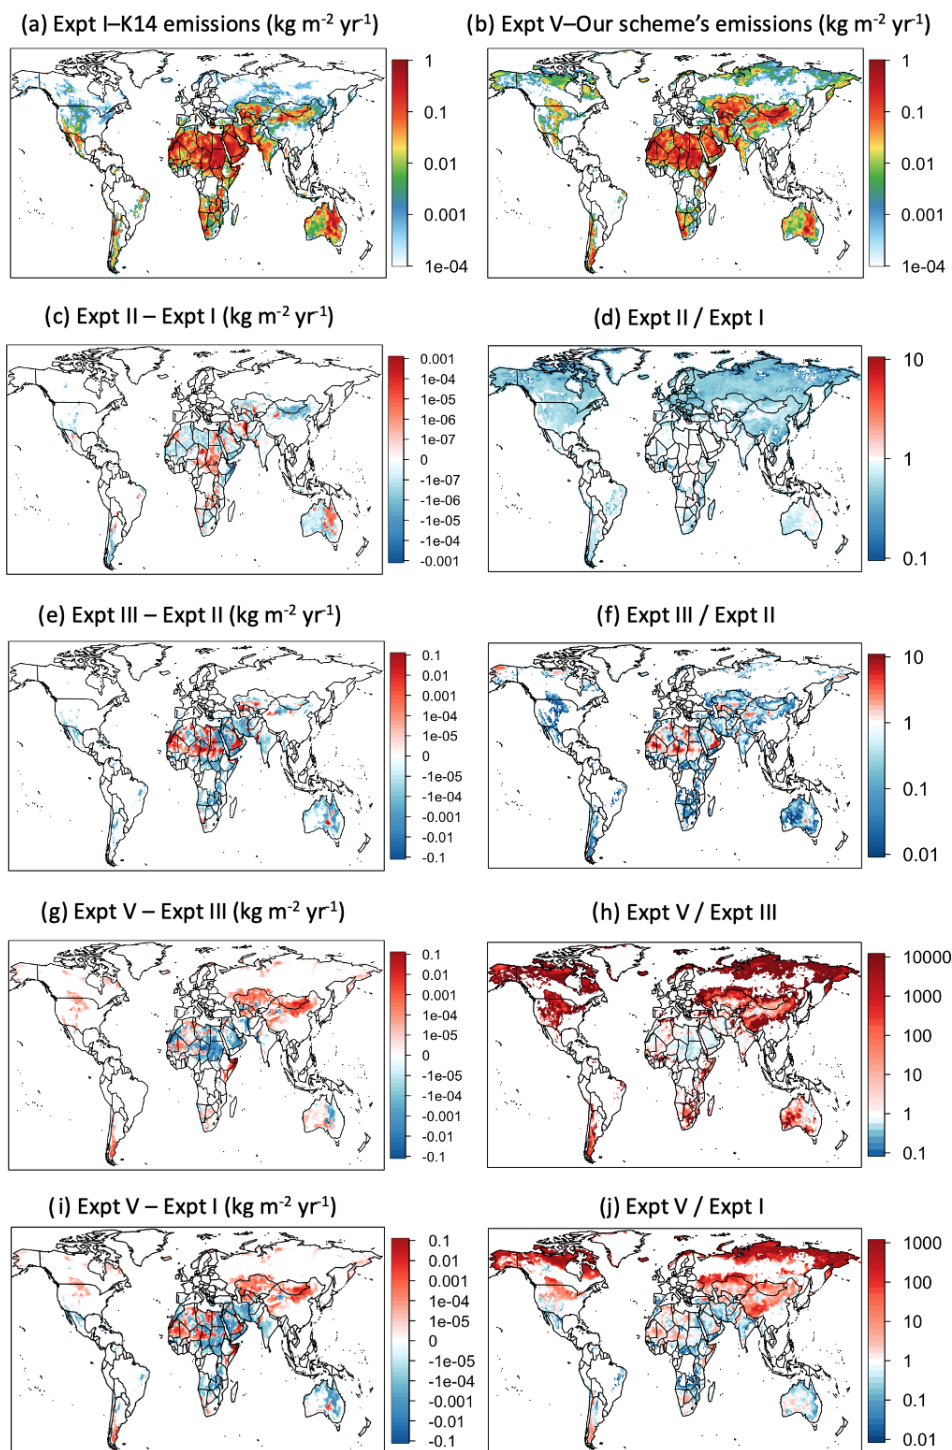 (a) Expt I–K14 emissions (kg m-2 yr-1)
(b) Expt V–Our scheme’s emissions (kg m-2 yr-1)
1
0.1
0.01
0.001
1e-04
1
0.1
0.01
0.001
1e-04
(c) Expt II – Expt I (kg m-2 yr-1)
(d) Expt II / Expt I
0.001
1e-04
1e-05
1e-06
1e-07
0
-1e-07
-1e-06
-1e-05
-1e-04
-0.001
10
1
0.1
(e) Expt III – Expt II (kg m-2 yr-1)
(f) Expt III / Expt II
0.1
0.01
0.001
1e-04
1e-05
0
-1e-05
-1e-04
-0.001
-0.01
-0.1
10
1
0.1
0.01
(g) Expt V – Expt III (kg m-2 yr-1)
(h) Expt V / Expt III
0.1
0.01
0.001
1e-04
1e-05
0
-1e-05
-1e-04
-0.001
-0.01
-0.1
10000
1000
100
10
1
0.1
(i) Expt V – Expt I (kg m-2 yr-1)
(j) Expt V / Expt I
0.1
0.01
0.001
1e-04
1e-05
0
-1e-05
-1e-04
-0.001
-0.01
-0.1
1000
100
10
1
0.1
0.01